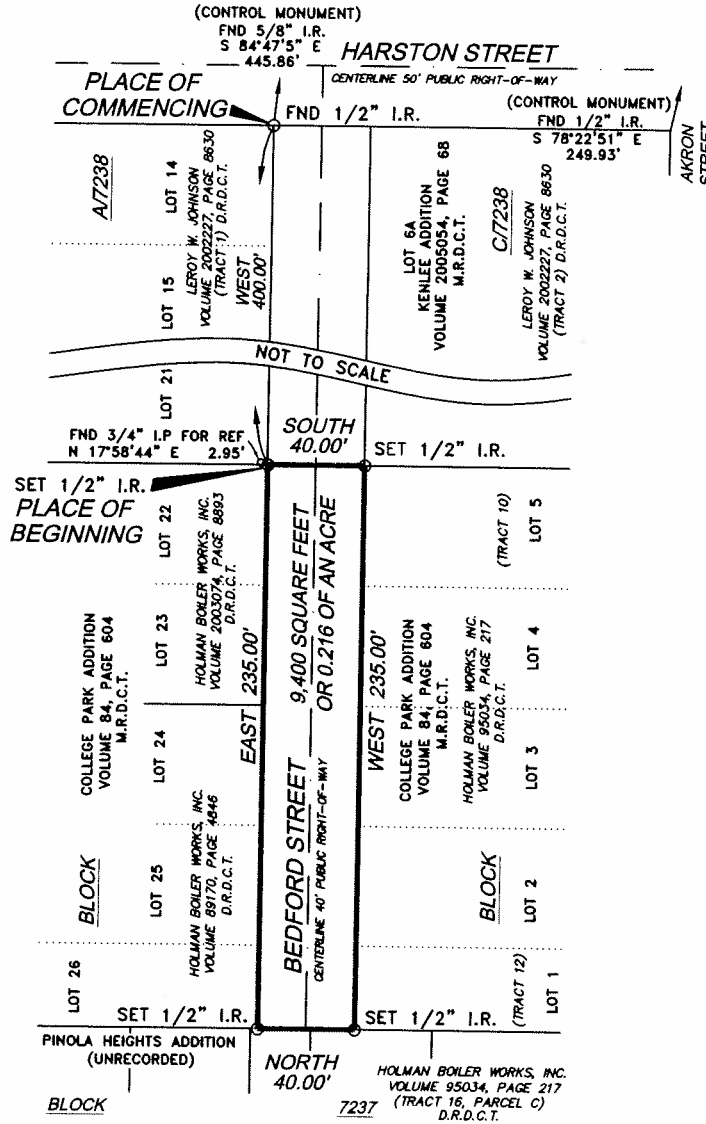 (CONTROL MONUMENT)
FND 5/8" I.R.
S 84°47'5" E
445.86'
HARSTON STREET
CENTERLINE 50' PUBLIC RIGHT-OF-WAY
PLACE OF
COMMENCING
FND 1/2" I.R.
(CONTROL MONUMENT)
FND 1/2" I.R.
S 78°22'51" E
249.93'
AKRON
STREET
A/7238
LOT 14
LEROY W. JOHNSON
VOLUME 2002227, PAGE 8630
(TRACT 1) D.R.D.C.T.
LOT 15
WEST
400.00'
LOT 6A
KENLEE ADDITION
VOLUME 2005054, PAGE 68
M.R.D.C.T.
C/7238
LEROY W. JOHNSON
VOLUME 2002227, PAGE 8630
(TRACT 2) D.R.D.C.T.
NOT TO SCALE
LOT 21
FND 3/4" I.P FOR REF
N 17°58'44" E 2.95'
SOUTH
40.00'
SET 1/2" I.R.
SET 1/2" I.R.
PLACE OF
BEGINNING
LOT 22
HOLMAN BOILER WORKS, INC.
VOLUME 2003074, PAGE 8893
D.R.D.C.T.
LOT 23
COLLEGE PARK ADDITION
VOLUME 84, PAGE 604
M.R.D.C.T.
LOT 24
EAST 235.00'
9,400 SQUARE FEET
OR 0.216 OF AN ACRE
BEDFORD STREET
CENTERLINE 40' PUBLIC RIGHT-OF-WAY
WEST 235.00'
COLLEGE PARK ADDITION
VOLUME 84, PAGE 604
M.R.D.C.T.
HOLMAN BOILER WORKS, INC.
VOLUME 95034, PAGE 217
D.R.D.C.T.
(TRACT 10)
LOT 5
LOT 4
LOT 3
LOT 2
BLOCK
LOT 25
HOLMAN BOILER WORKS, INC.
VOLUME 89170, PAGE 4846
D.R.D.C.T.
BLOCK
LOT 26
(TRACT 12)
LOT 1
SET 1/2" I.R.
SET 1/2" I.R.
PINOLA HEIGHTS ADDITION
(UNRECORDED)
NORTH
40.00'
HOLMAN BOILER WORKS, INC.
VOLUME 95034, PAGE 217
(TRACT 16, PARCEL C)
D.R.D.C.T.
BLOCK
7237